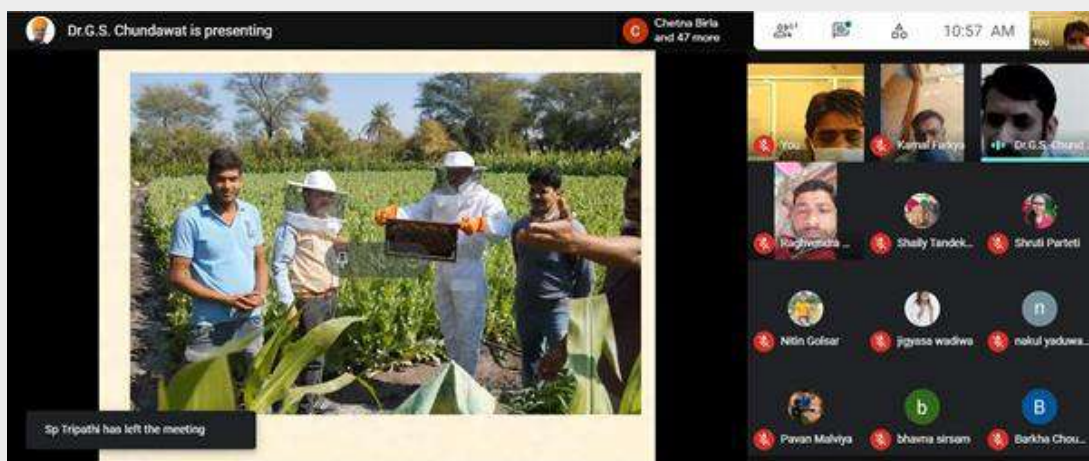 Dr.G.S. Chundawat is presenting
C
Chetna Birla
and 47 more
10:57 AM
You
You
Kamal
Dr.G.S. Chund
Raghvendra ...
Shaily Tandek...
Shruti Parteti
Nitin Golsar
jigyasa wadiwa
n
nakul yaduwa...
Pavan Malviya
b
bhavna sirsam
B
Barkha Chou...
Sp Tripathi has left the meeting